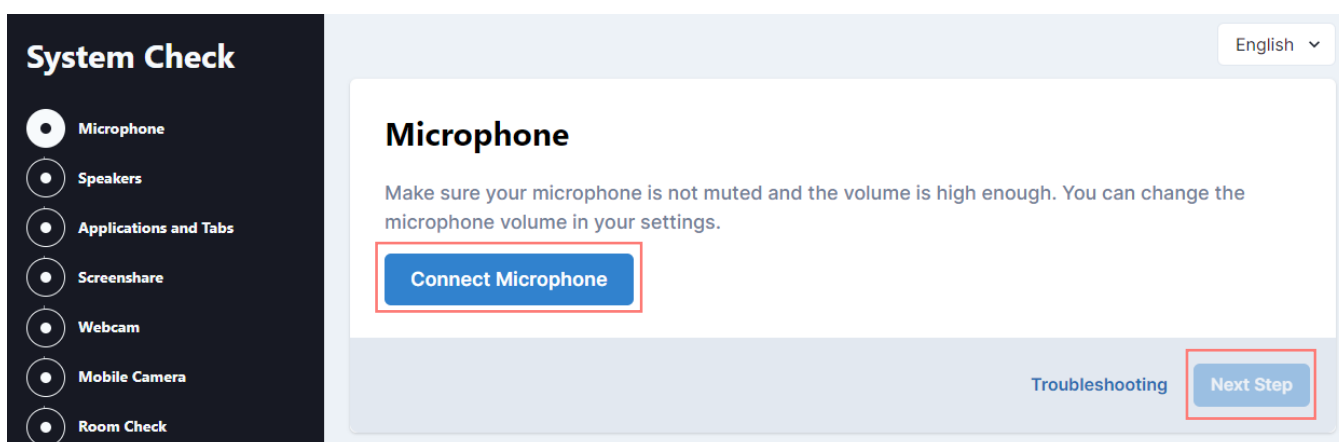 System Check
Microphone
Speakers
Applications and Tabs
Screenshare
Webcam
Mobile Camera
Room Check
English
Microphone
Make sure your microphone is not muted and the volume is high enough. You can change the
microphone volume in your settings.
Connect Microphone
Troubleshooting
Next Step